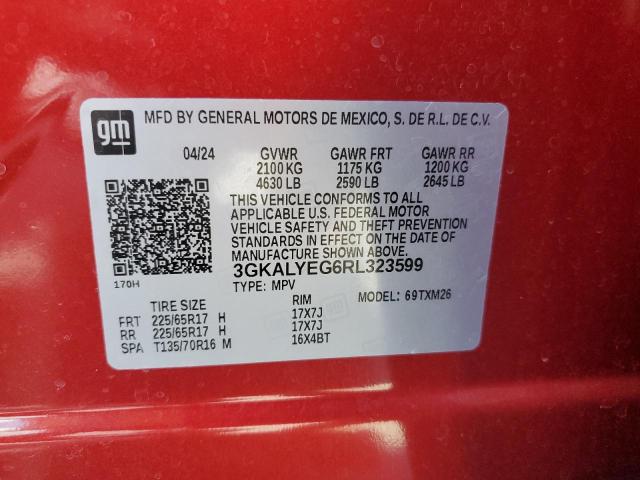 gm
MFD BY GENERAL MOTORS DE MEXICO, S. DE R.L. DE C.V.
04/24 GVWR GAWR FRT GAWR RR
2100 KG 1175 KG 1200 KG
4630 LB 2590 LB 2645 LB
THIS VEHICLE CONFORMS TO ALL
APPLICABLE U.S. FEDERAL MOTOR
VEHICLE SAFETY AND THEFT PREVENTION
STANDARDS IN EFFECT ON THE DATE OF
MANUFACTURE SHOWN ABOVE.
3GKALYEG6RL323599
170H
TYPE: MPV
MODEL: 69TXM26
TIRE SIZE RIM
FRT 225/65R17 H 17X7J
RR 225/65R17 H 17X7J
SPA T135/70R16 M 16X4BT